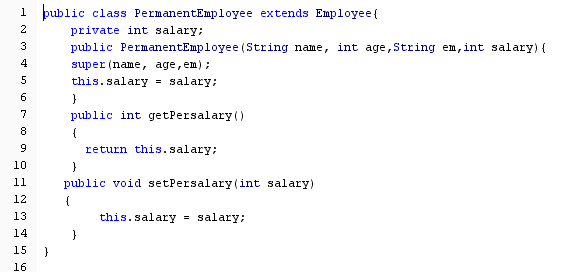 1 public class PermanentEmployee extends Employee{
2 private int salary;
3 public PermanentEmployee(String name, int age,String em,int salary){
4 super(name, age,em);
5 this.salary = salary;
6 }
7 public int getPersalary()
8 {
9 return this.salary;
10 }
11 public void setPersalary(int salary)
12 {
13 this.salary = salary;
14 }
15 }
16